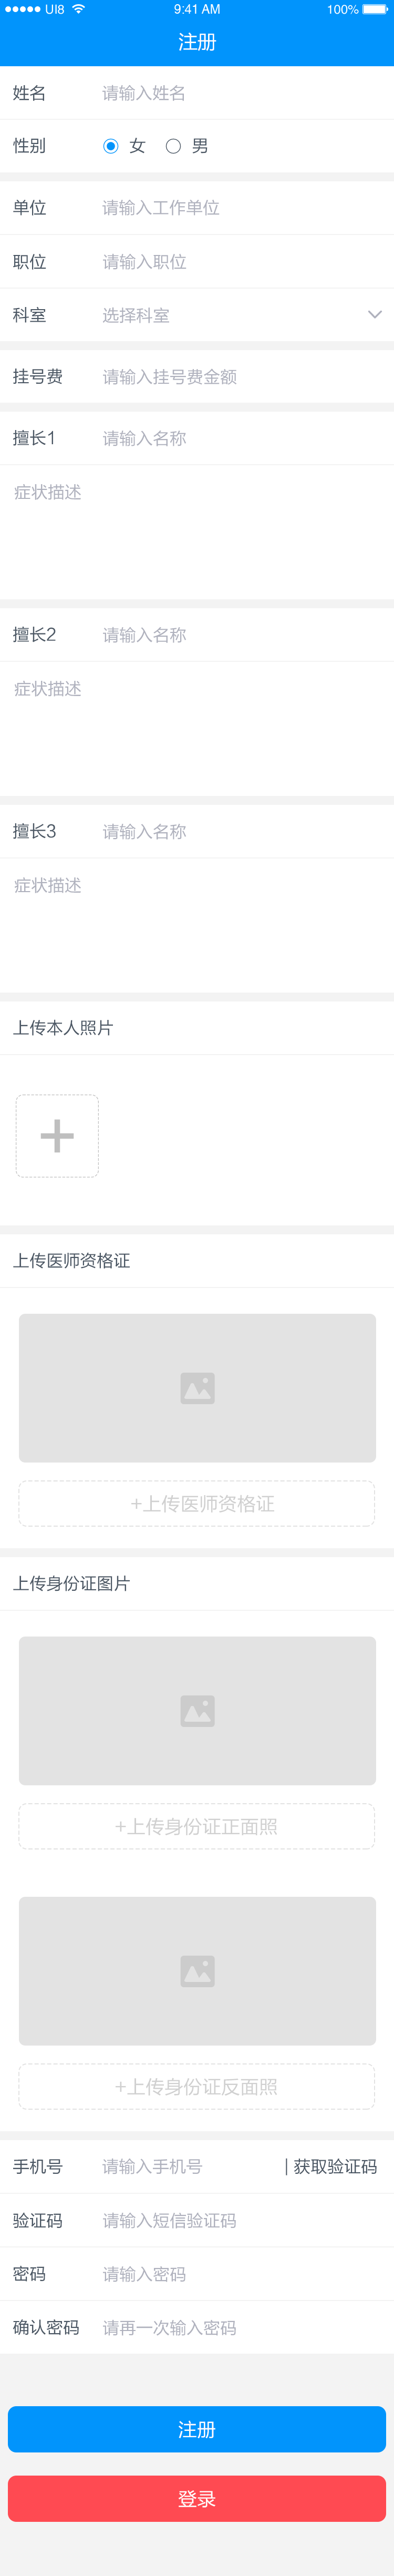 UI8 9:41 AM 100%
注册
姓名 请输入姓名
性别 女 男
单位 请输入工作单位
职位 请输入职位
科室 选择科室
挂号费 请输入挂号费金额
擅长1 请输入名称
症状描述
擅长2 请输入名称
症状描述
擅长3 请输入名称
症状描述
上传本人照片
上传医师资格证
+上传医师资格证
上传身份证图片
+上传身份证正面照
+上传身份证反面照
手机号 请输入手机号 | 获取验证码
验证码 请输入短信验证码
密码 请输入密码
确认密码 请再一次输入密码
注册
登录